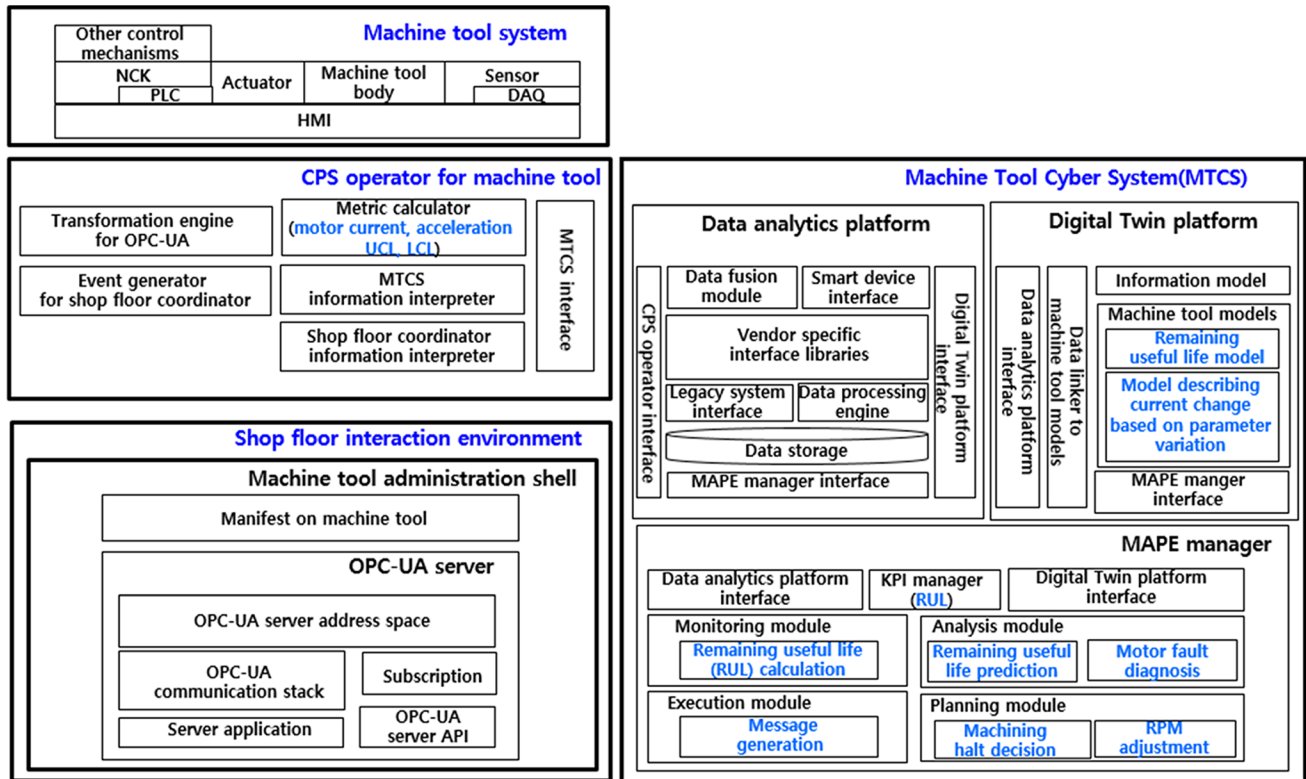 Machine tool system
Other control
mechanisms
NCK
PLC
Actuator
Machine tool
body
Sensor
DAQ
HMI
CPS operator for machine tool
Transformation engine
for OPC-UA
Metric calculator
(motor current, acceleration
UCL, LCL)
MTCS interface
Event generator
for shop floor coordinator
MTCS
information interpreter
Shop floor coordinator
information interpreter
Shop floor interaction environment
Machine tool administration shell
Manifest on machine tool
OPC-UA server
OPC-UA server address space
OPC-UA
communication stack
Subscription
Server application
OPC-UA
server API
Machine Tool Cyber System(MTCS)
Data analytics platform
CPS operator interface
Data fusion
module
Smart device
interface
Vendor specific
interface libraries
Legacy system
interface
Data processing
engine
Data storage
MAPE manager interface
Digital Twin platform
interface
Digital Twin platform
Data analytics platform
interface
Data linker to
machine tool models
Information model
Machine tool models
Remaining
useful life model
Model describing
current change
based on parameter
variation
MAPE manger
interface
MAPE manager
Data analytics platform
interface
KPI manager
(RUL)
Digital Twin platform
interface
Monitoring module
Remaining useful life
(RUL) calculation
Analysis module
Remaining useful
life prediction
Motor fault
diagnosis
Execution module
Message
generation
Planning module
Machining
halt decision
RPM
adjustment